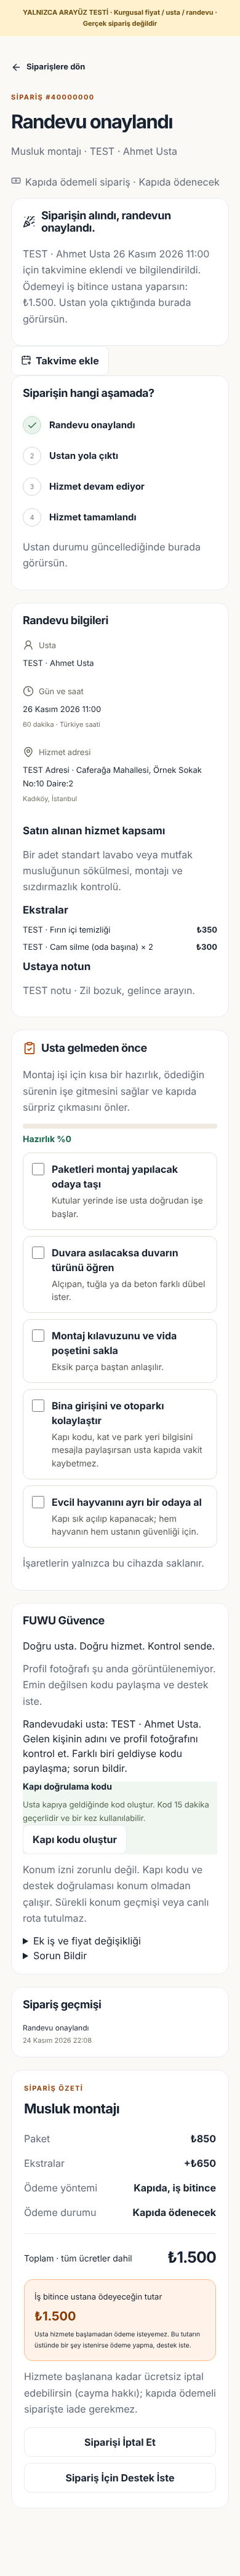 YALNIZCA ARAYÜZ TESTİ · Kurgusal fiyat / usta / randevu ·
Gerçek sipariş değildir
Siparişlere dön
SİPARİŞ #40000000
Randevu onaylandı
Musluk montajı · TEST · Ahmet Usta
Kapıda ödemeli sipariş · Kapıda ödenecek
Siparişin alındı, randevun
onaylandı.
TEST · Ahmet Usta 26 Kasım 2026 11:00
için takvimine eklendi ve bilgilendirildi.
Ödemeyi iş bitince ustana yaparsın:
₺1.500. Ustan yola çıktığında burada
görürsün.
Takvime ekle
Siparişin hangi aşamada?
Randevu onaylandı
2 Ustan yola çıktı
3 Hizmet devam ediyor
4 Hizmet tamamlandı
Ustan durumu güncellediğinde burada
görürsün.
Randevu bilgileri
Usta
TEST · Ahmet Usta
Gün ve saat
26 Kasım 2026 11:00
60 dakika · Türkiye saati
Hizmet adresi
TEST Adresi · Caferağa Mahallesi, Örnek Sokak
No:10 Daire:2
Kadıköy, İstanbul
Satın alınan hizmet kapsamı
Bir adet standart lavabo veya mutfak
musluğunun sökülmesi, montajı ve
sızdırmazlık kontrolü.
Ekstralar
TEST · Fırın içi temizliği ₺350
TEST · Cam silme (oda başına) × 2 ₺300
Ustaya notun
TEST notu · Zil bozuk, gelince arayın.
Usta gelmeden önce
Montaj işi için kısa bir hazırlık, ödediğin
sürenin işe gitmesini sağlar ve kapıda
sürpriz çıkmasını önler.
Hazırlık %0
Paketleri montaj yapılacak
odaya taşı
Kutular yerinde ise usta doğrudan işe
başlar.
Duvara asılacaksa duvarın
türünü öğren
Alçıpan, tuğla ya da beton farklı dübel
ister.
Montaj kılavuzunu ve vida
poşetini sakla
Eksik parça baştan anlaşılır.
Bina girişini ve otoparkı
kolaylaştır
Kapı kodu, kat ve park yeri bilgisini
mesajla paylaşırsan usta kapıda vakit
kaybetmez.
Evcil hayvanını ayrı bir odaya al
Kapı sık açılıp kapanacak; hem
hayvanın hem ustanın güvenliği için.
İşaretlerin yalnızca bu cihazda saklanır.
FUWU Güvence
Doğru usta. Doğru hizmet. Kontrol sende.
Profil fotoğrafı şu anda görüntülenemiyor.
Emin değilsen kodu paylaşma ve destek
iste.
Randevudaki usta: TEST · Ahmet Usta.
Gelen kişinin adını ve profil fotoğrafını
kontrol et. Farklı biri geldiyse kodu
paylaşma; sorun bildir.
Kapı doğrulama kodu
Usta kapıya geldiğinde kod oluştur. Kod 15 dakika
geçerlidir ve bir kez kullanılabilir.
Kapı kodu oluştur
Konum izni zorunlu değil. Kapı kodu ve
destek doğrulaması konum olmadan
çalışır. Sürekli konum geçmişi veya canlı
rota tutulmaz.
Ek iş ve fiyat değişikliği
Sorun Bildir
Sipariş geçmişi
Randevu onaylandı
24 Kasım 2026 22:08
SİPARİŞ ÖZETİ
Musluk montajı
Paket ₺850
Ekstralar +₺650
Ödeme yöntemi Kapıda, iş bitince
Ödeme durumu Kapıda ödenecek
Toplam · tüm ücretler dahil ₺1.500
İş bitince ustana ödeyeceğin tutar
₺1.500
Usta hizmete başlamadan ödeme isteyemez. Bu tutarın
üstünde bir şey istenirse ödeme yapma, destek iste.
Hizmete başlanana kadar ücretsiz iptal
edebilirsin (cayma hakkı); kapıda ödemeli
siparişte iade gerekmez.
Siparişi İptal Et
Sipariş İçin Destek İste